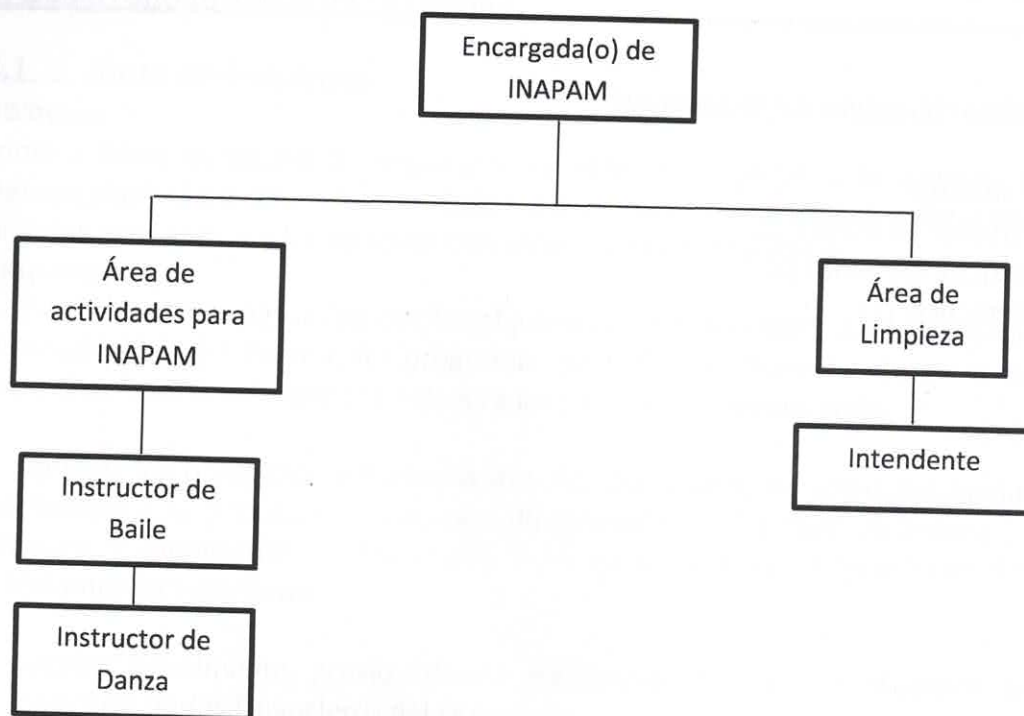 Encargada(o) de
INAPAM
Área de
actividades para
INAPAM
Área de
Limpieza
Instructor de
Baile
Intendente
Instructor de
Danza